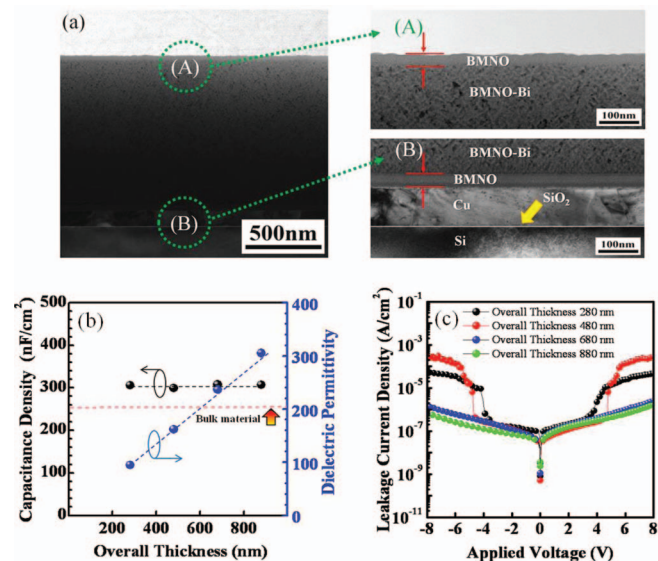 (a)
(A)
(B)
500nm
(A)
BMNO
BMNO-Bi
100nm
(B)
BMNO-Bi
BMNO
SiO2
Cu
Si
100nm
(b)
Capacitance Density (nF/cm2)
500
400
300
200
100
0
Bulk material
400
300
200
100
0
Dielectric Permittivity
200 400 600 800
Overall Thickness (nm)
(c)
Leakage Current Density (A/cm2)
10-1
10-3
10-5
10-7
10-9
10-11
Overall Thickness 280 nm
Overall Thickness 480 nm
Overall Thickness 680 nm
Overall Thickness 880 nm
-8 -4 0 4 8
Applied Voltage (V)